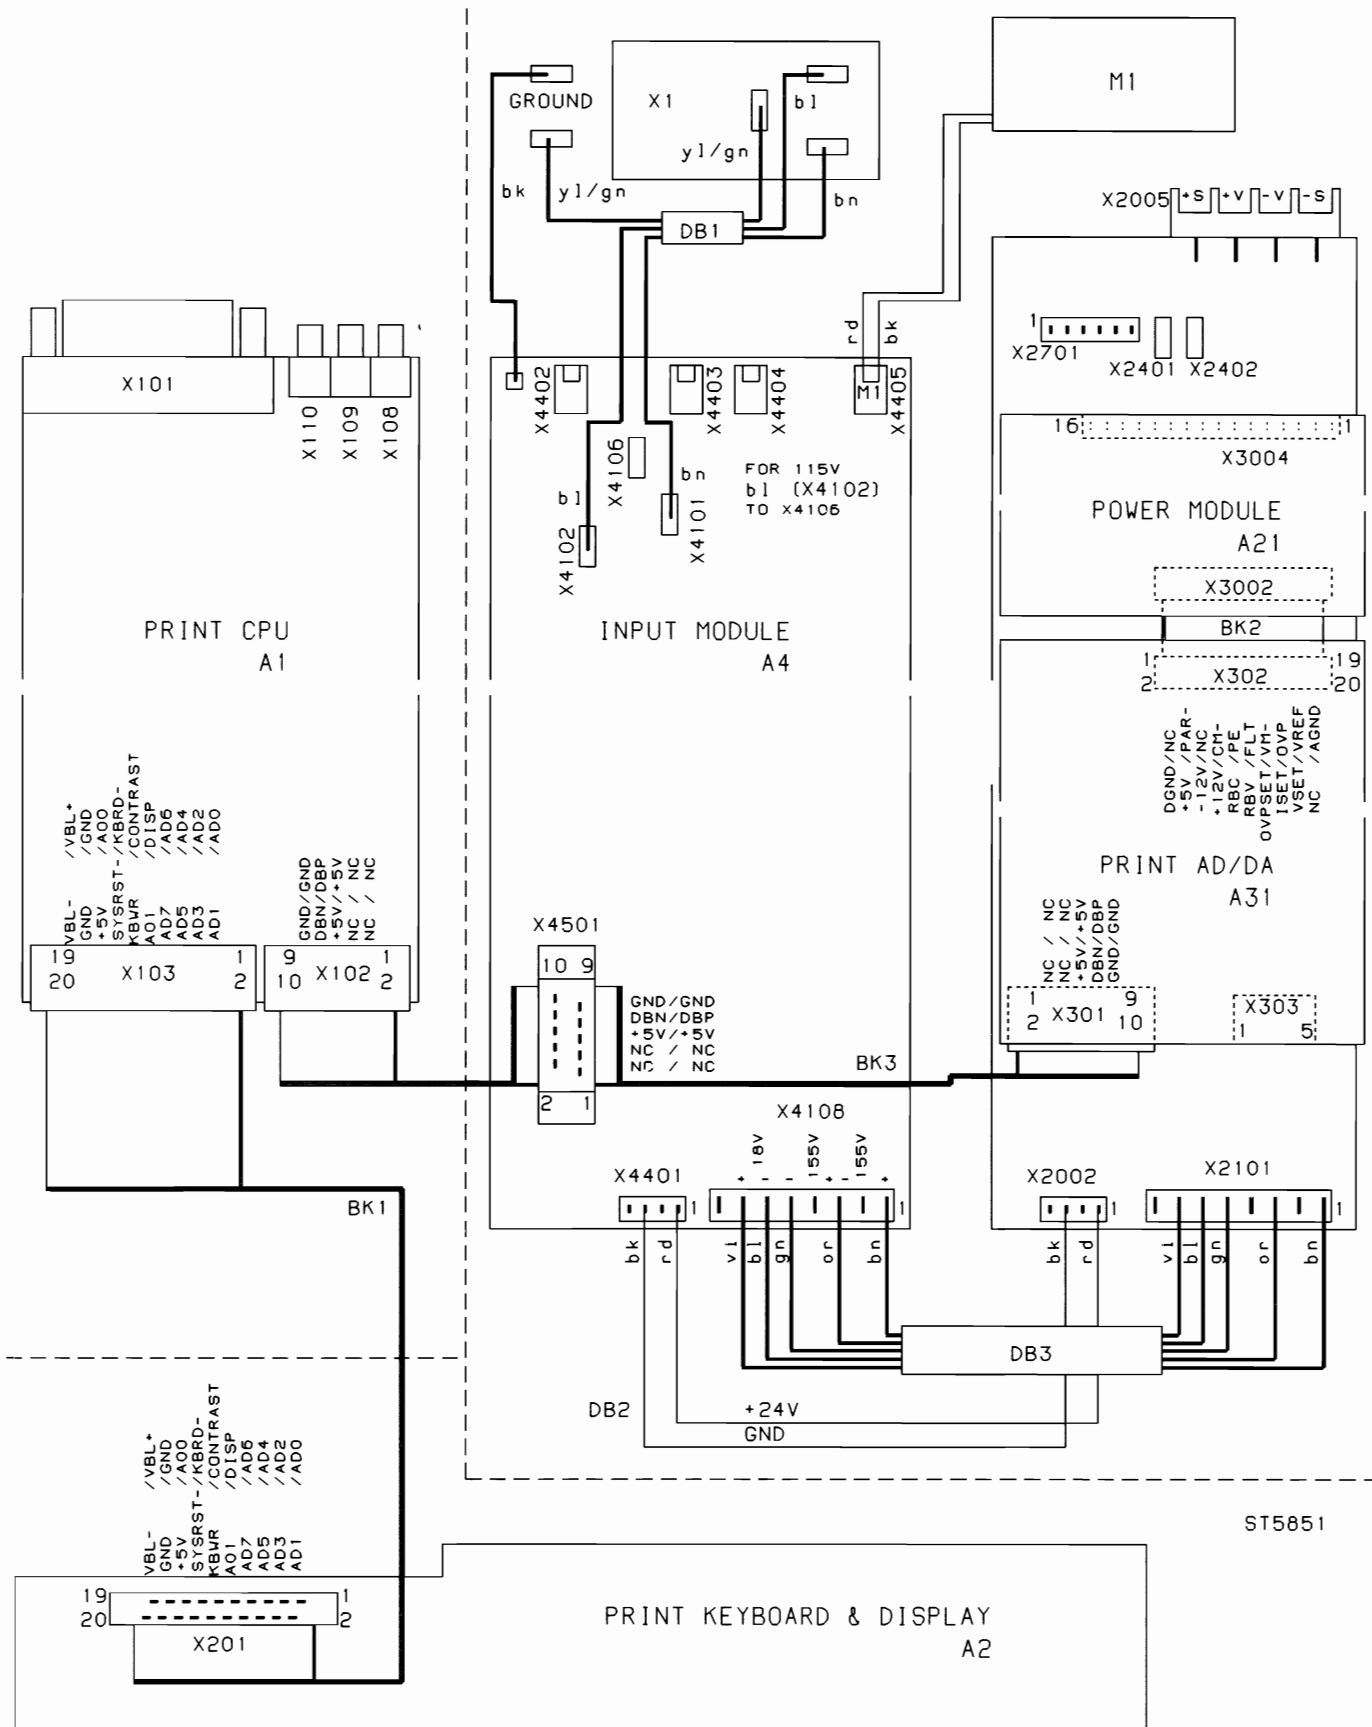 M1
GROUND
X1
bl
yl/gn
bk
yl/gn
bn
DB1
X2005
+S
+V
-V
-S
rd
bk
1
X2701
X2401
X2402
X101
X110
X109
X108
X4402
X4403
X4404
M1
X4405
X4106
bn
bl
X4101
X4102
FOR 115V
bl (X4102)
TO X4106
16
1
X3004
POWER MODULE
A21
X3002
BK2
PRINT CPU
A1
INPUT MODULE
A4
1
2
X302
19
20
DGND/NC
+5V /PAR-
-12V/NC
+12V/CM-
RBC /PE
RBV /FLT
OVPSET/VM-
ISET/OVP
VSET/VREF
NC /AGND
PRINT AD/DA
A31
VBL- /VBL+
GND /GND
+5V /A00
SYSRST-/KBRD-
KBWR /CONTRAST
A01 /DISP
AD7 /AD6
AD5 /AD4
AD3 /AD2
AD1 /AD0
GND/GND
DBN/DBP
+5V/+5V
NC / NC
NC / NC
19
20
X103
1
2
9
10
X102
1
2
X4501
10 9
GND/GND
DBN/DBP
+5V/+5V
NC / NC
NC / NC
2 1
NC / NC
NC / NC
+5V/+5V
DBN/DBP
GND/GND
1
2
X301
9
10
X303
1 5
BK3
X4108
+ 18V -
- 155V +
- 155V +
X4401
1
1
X2002
1
X2101
1
BK1
bk
rd
vi
bl
gn
or
bn
bk
rd
vi
bl
gn
or
bn
DB3
DB2
+24V
GND
VBL- /VBL+
GND /GND
+5V /A00
SYSRST-/KBRD-
KBWR /CONTRAST
A01 /DISP
AD7 /AD6
AD5 /AD4
AD3 /AD2
AD1 /AD0
ST5851
19
20
1
2
X201
PRINT KEYBOARD & DISPLAY
A2